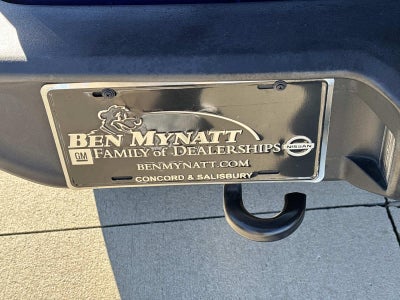 BEN MYNATT
GM FAMILY OF DEALERSHIPS NISSAN
BENMYNATT.COM
CONCORD & SALISBURY